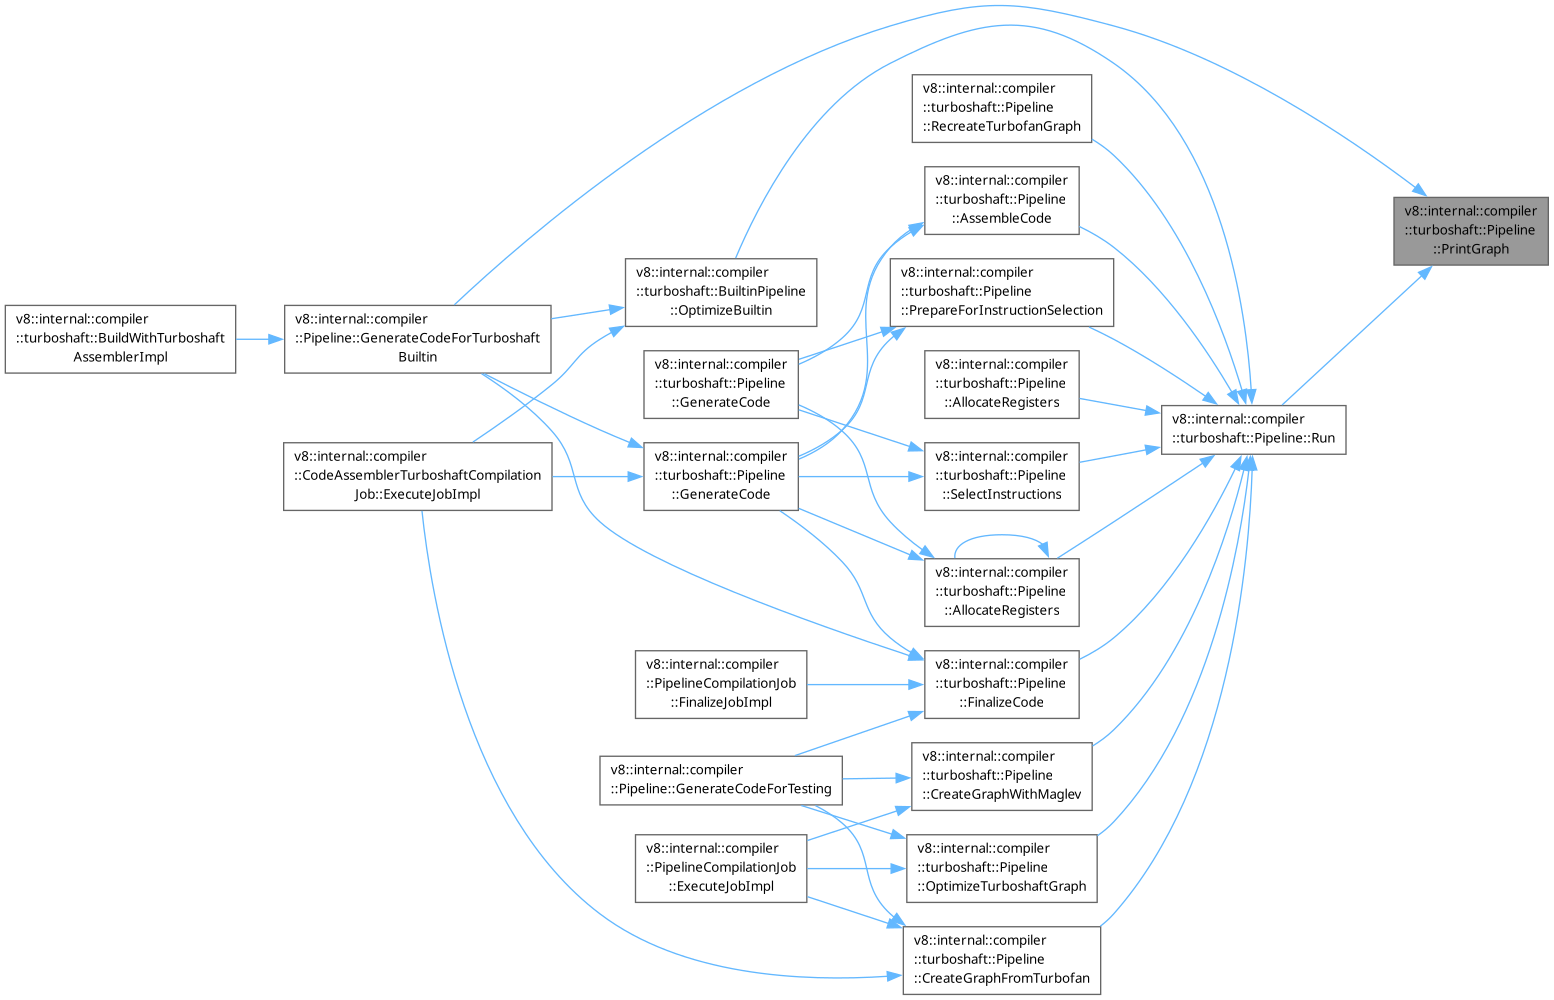 v8::internal::compiler
::turboshaft::Pipeline
::RecreateTurbofanGraph
v8::internal::compiler
::turboshaft::Pipeline
::AssembleCode
v8::internal::compiler
::turboshaft::Pipeline
::PrintGraph
v8::internal::compiler
::turboshaft::BuiltinPipeline
::OptimizeBuiltin
v8::internal::compiler
::turboshaft::Pipeline
::PrepareForInstructionSelection
v8::internal::compiler
::turboshaft::BuildWithTurboshaft
AssemblerImpl
v8::internal::compiler
::Pipeline::GenerateCodeForTurboshaft
Builtin
v8::internal::compiler
::turboshaft::Pipeline
::GenerateCode
v8::internal::compiler
::turboshaft::Pipeline
::AllocateRegisters
v8::internal::compiler
::turboshaft::Pipeline::Run
v8::internal::compiler
::CodeAssemblerTurboshaftCompilation
Job::ExecuteJobImpl
v8::internal::compiler
::turboshaft::Pipeline
::GenerateCode
v8::internal::compiler
::turboshaft::Pipeline
::SelectInstructions
v8::internal::compiler
::turboshaft::Pipeline
::AllocateRegisters
v8::internal::compiler
::PipelineCompilationJob
::FinalizeJobImpl
v8::internal::compiler
::turboshaft::Pipeline
::FinalizeCode
v8::internal::compiler
::Pipeline::GenerateCodeForTesting
v8::internal::compiler
::turboshaft::Pipeline
::CreateGraphWithMaglev
v8::internal::compiler
::PipelineCompilationJob
::ExecuteJobImpl
v8::internal::compiler
::turboshaft::Pipeline
::OptimizeTurboshaftGraph
v8::internal::compiler
::turboshaft::Pipeline
::CreateGraphFromTurbofan